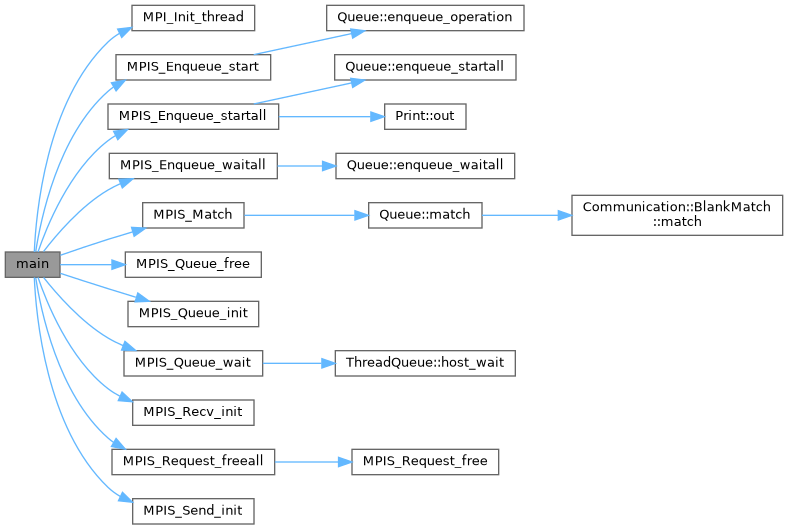 main
MPI_Init_thread
MPIS_Enqueue_start
Queue::enqueue_operation
MPIS_Enqueue_startall
Queue::enqueue_startall
Print::out
MPIS_Enqueue_waitall
Queue::enqueue_waitall
MPIS_Match
Queue::match
Communication::BlankMatch
::match
MPIS_Queue_free
MPIS_Queue_init
MPIS_Queue_wait
ThreadQueue::host_wait
MPIS_Recv_init
MPIS_Request_freeall
MPIS_Request_free
MPIS_Send_init